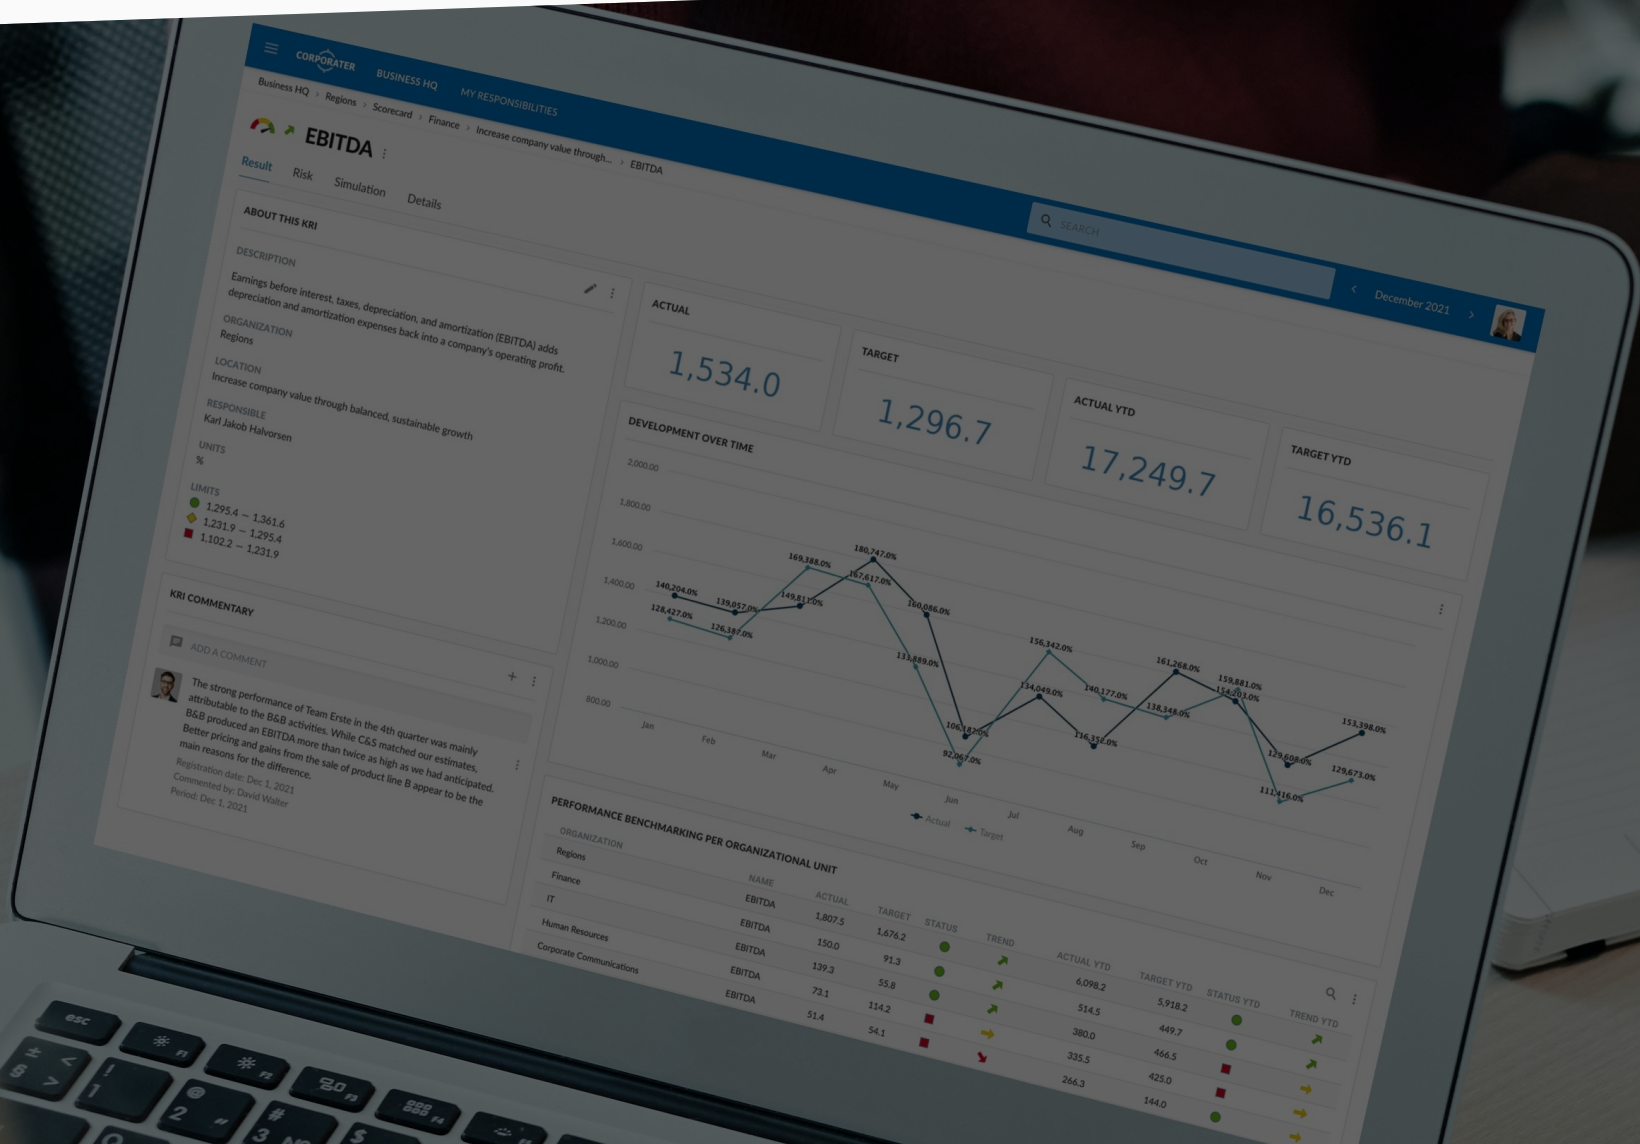 CORPORATER
BUSINESS HQ
MY RESPONSIBILITIES
SEARCH
December 2021
Business HQ > Regions > Scorecard > Finance > Increase company value through... > EBITDA
EBITDA
Result
Risk
Simulation
Details
ABOUT THIS KRI
DESCRIPTION
Earnings before interest, taxes, depreciation, and amortization (EBITDA) adds
depreciation and amortization expenses back into a company's operating profit.
ORGANIZATION
Regions
LOCATION
Increase company value through balanced, sustainable growth
RESPONSIBLE
Karl Jakob Halvorsen
UNITS
%
LIMITS
1,295.4 – 1,361.6
1,231.9 – 1,295.4
1,102.2 – 1,231.9
KRI COMMENTARY
ADD A COMMENT
The strong performance of Team Erste in the 4th quarter was mainly
attributable to the B&B activities. While C&S matched our estimates,
B&B produced an EBITDA more than twice as high as we had anticipated.
Better pricing and gains from the sale of product line B appear to be the
main reasons for the difference.
Registration date: Dec 1, 2021
Commented by: David Walter
Period: Dec 1, 2021
ACTUAL
1,534.0
TARGET
1,296.7
ACTUAL YTD
17,249.7
TARGET YTD
16,536.1
DEVELOPMENT OVER TIME
2,000.00
1,800.00
1,600.00
1,400.00
1,200.00
1,000.00
800.00
140,204.0%
128,427.0%
139,057.0%
126,387.0%
169,388.0%
149,811.0%
180,747.0%
167,617.0%
160,086.0%
106,182.0%
92,067.0%
156,342.0%
134,049.0%
140,177.0%
116,352.0%
161,268.0%
138,348.0%
159,881.0%
154,203.0%
129,608.0%
111,416.0%
153,398.0%
129,673.0%
Jan
Feb
Mar
Apr
May
Jun
Jul
Aug
Sep
Oct
Nov
Dec
Actual
Target
PERFORMANCE BENCHMARKING PER ORGANIZATIONAL UNIT
ORGANIZATION NAME ACTUAL TARGET STATUS TREND ACTUAL YTD TARGET YTD STATUS YTD TREND YTD
Regions EBITDA 1,807.5 1,676.2 6,098.2 5,918.2
Finance EBITDA 150.0 91.3 514.5 449.7
IT EBITDA 139.3 55.8 380.0 466.5
Human Resources EBITDA 73.1 114.2 335.5 425.0
Corporate Communications EBITDA 51.4 54.1 266.3 144.0
esc
F1
F2
F3
F4
± §
< >
! 1
@ 2
# 3
$